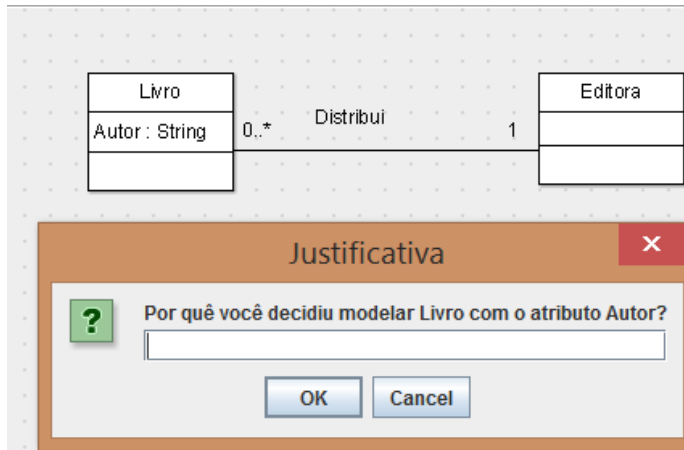 Livro
Editora
Autor : String
0..*
Distribui
1
Justificativa
Por quê você decidiu modelar Livro com o atributo Autor?
OK
Cancel